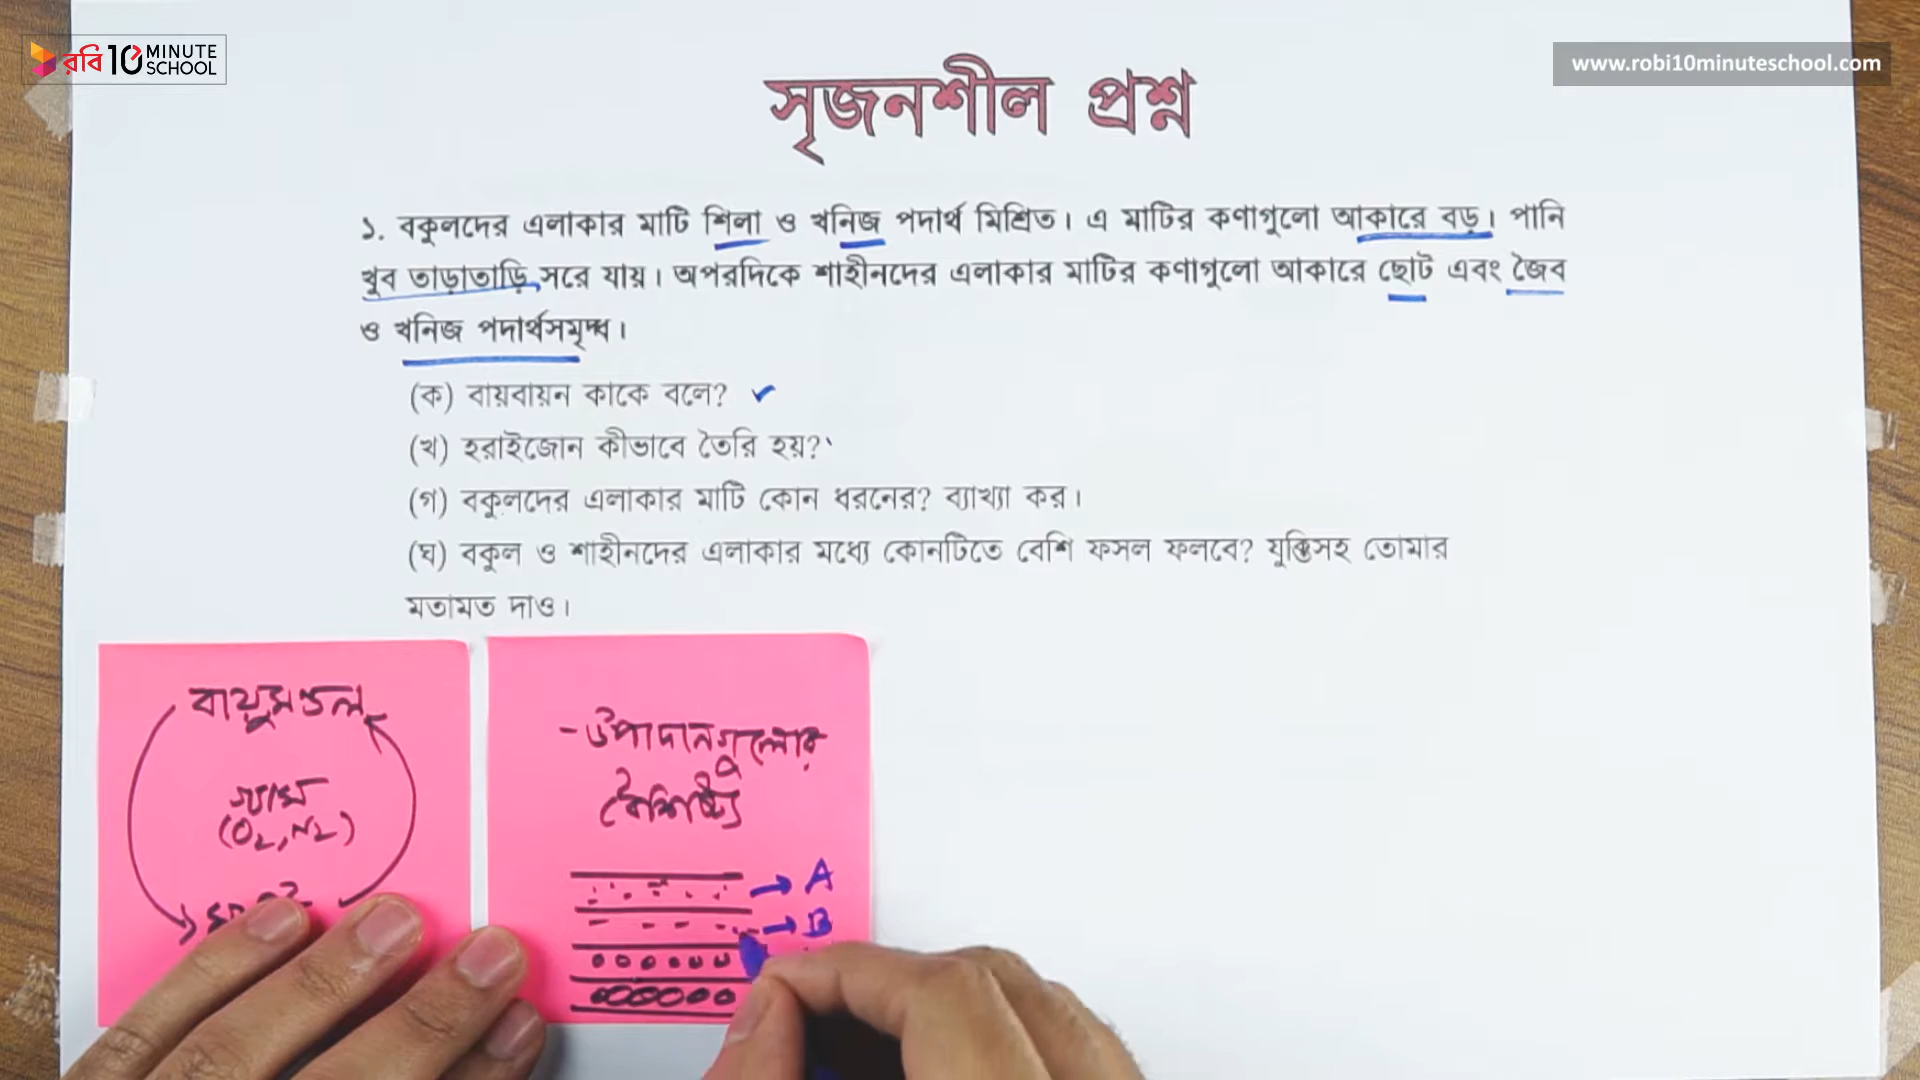 রবি 10 MINUTE SCHOOL
www.robi10minuteschool.com
সৃজনশীল প্রশ্ন
১. বকুলদের এলাকার মাটি শিলা ও খনিজ পদার্থ মিশ্রিত। এ মাটির কণাগুলো আকারে বড়। পানি
খুব তাড়াতাড়ি সরে যায়। অপরদিকে শাহীনদের এলাকার মাটির কণাগুলো আকারে ছোট এবং জৈব
ও খনিজ পদার্থসমৃদ্ধ।
(ক) বায়বায়ন কাকে বলে?
(খ) হরাইজোন কীভাবে তৈরি হয়?
(গ) বকুলদের এলাকার মাটি কোন ধরনের? ব্যাখ্যা কর।
(ঘ) বকুল ও শাহীনদের এলাকার মধ্যে কোনটিতে বেশি ফসল ফলবে? যুক্তিসহ তোমার
মতামত দাও।
বায়ুমণ্ডল
গ্যাস
(O2, N2)
-উপাদানগুলোর
বৈশিষ্ট্য
A
B